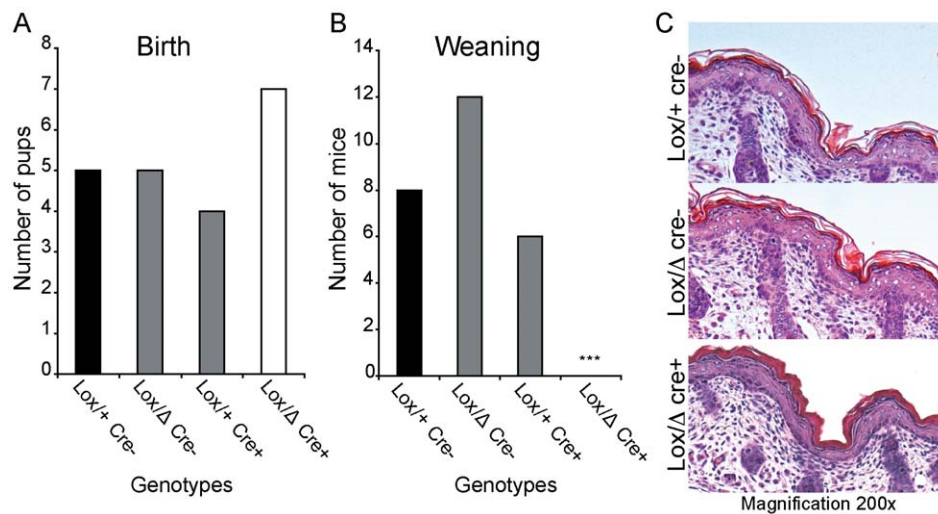 A
Birth
Number of pups
8
7
6
5
4
3
2
1
0
Lox/+ Cre-
Lox/Δ Cre-
Lox/+ Cre+
Lox/Δ Cre+
Genotypes
B
Weaning
Number of mice
14
12
10
8
6
4
2
0
***
Lox/+ Cre-
Lox/Δ Cre-
Lox/+ Cre+
Lox/Δ Cre+
Genotypes
C
Lox/+ cre-
Lox/Δ cre-
Lox/Δ cre+
Magnification 200x